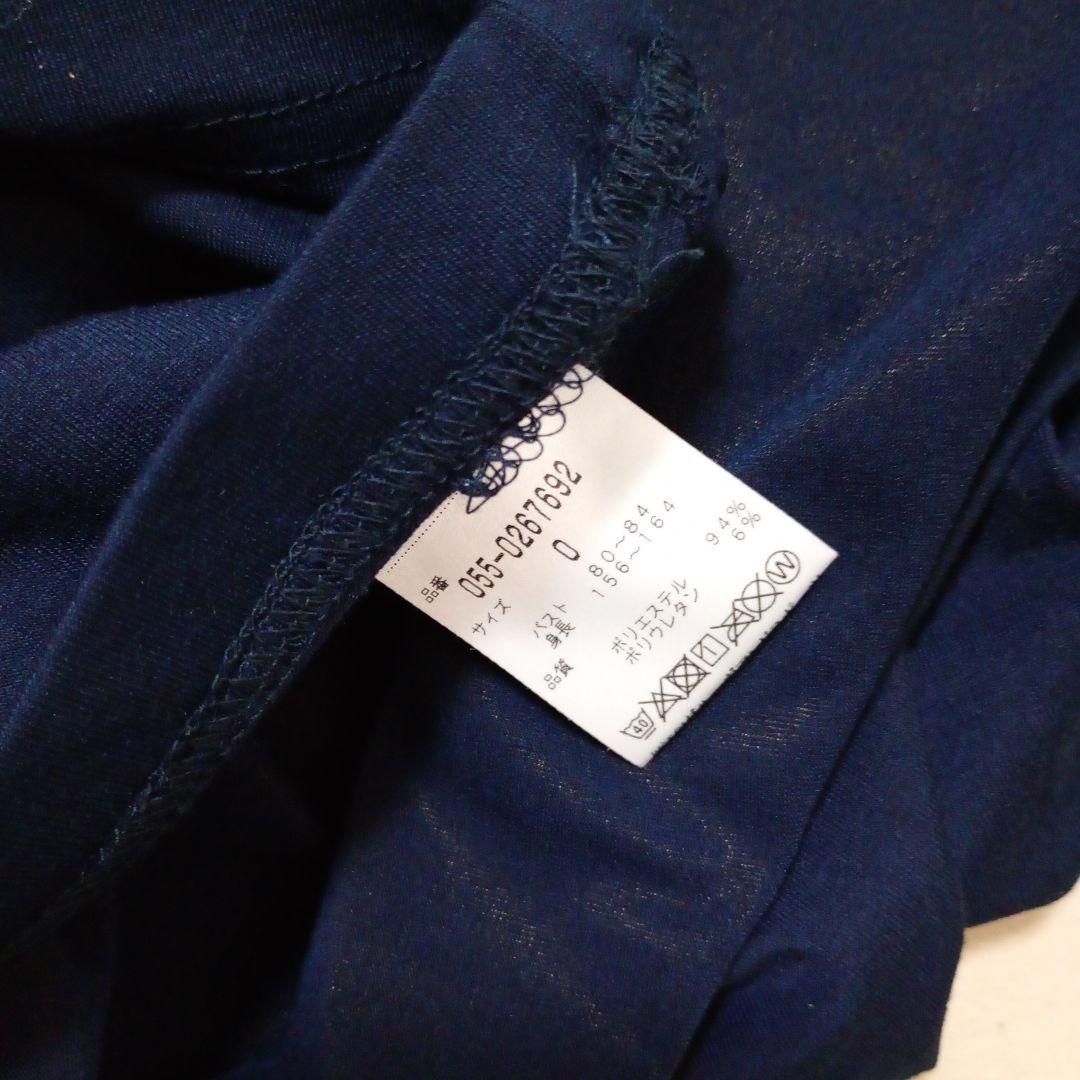 品番 055-0267692
サイズ 0
バスト 80~84
身長 156~164
品質 ポリエステル 94%
ポリウレタン 6%
40 W